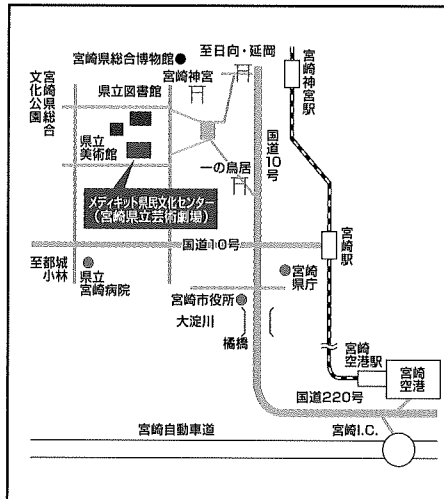 至日向・延岡
宮崎県総合博物館
宮崎神宮
県立図書館
宮崎県総合
文化公園
県立
美術館
一の鳥居
国道10号
宮崎神宮駅
メディキット県民文化センター
(宮崎県立芸術劇場)
国道10号
宮崎駅
至都城
小林
県立
宮崎病院
宮崎
県庁
宮崎市役所
大淀川
橘橋
宮崎
空港駅
宮崎
空港
国道220号
宮崎自動車道
宮崎I.C.